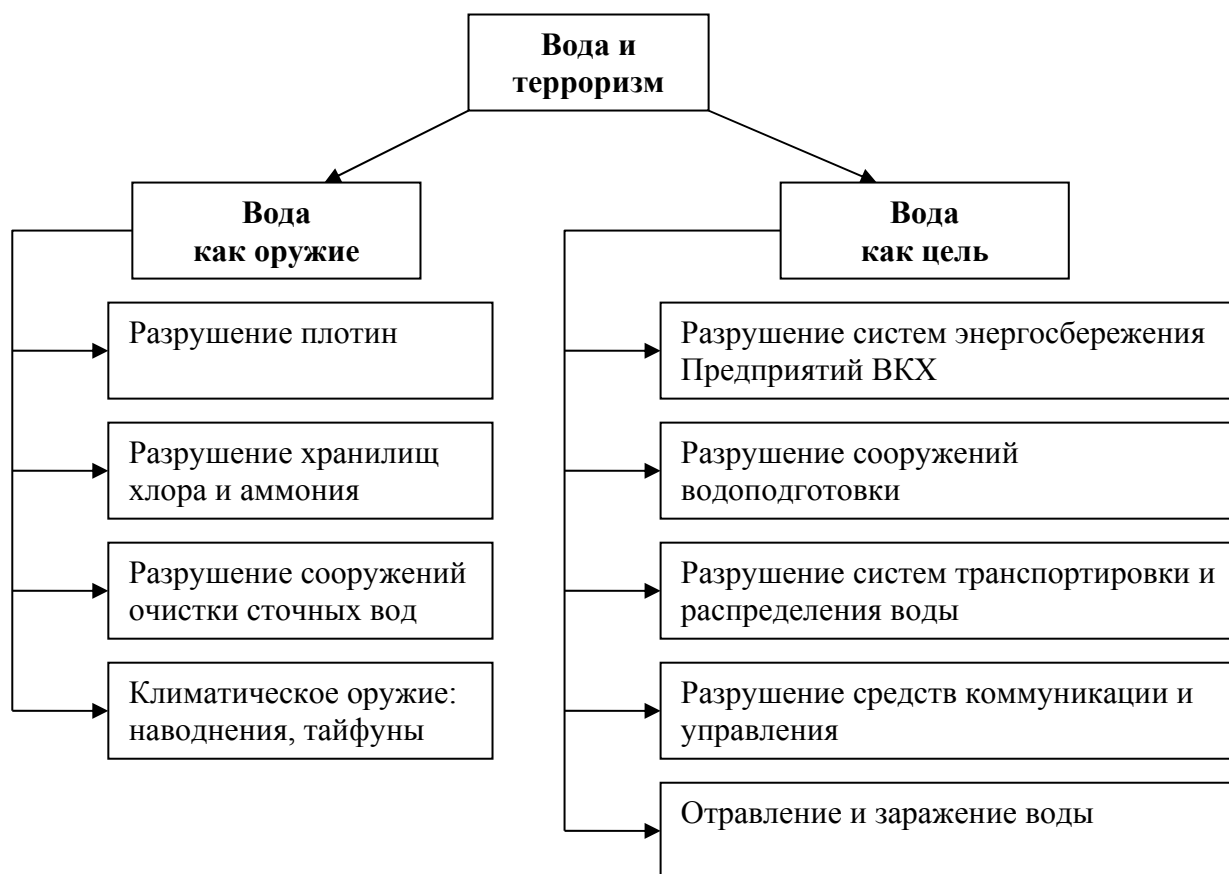 Вода и
терроризм
Вода
как оружие
Вода
как цель
Разрушение плотин
Разрушение хранилищ
хлора и аммония
Разрушение сооружений
очистки сточных вод
Климатическое оружие:
наводнения, тайфуны
Разрушение систем энергосбережения
Предприятий ВКХ
Разрушение сооружений
водоподготовки
Разрушение систем транспортировки и
распределения воды
Разрушение средств коммуникации и
управления
Отравление и заражение воды